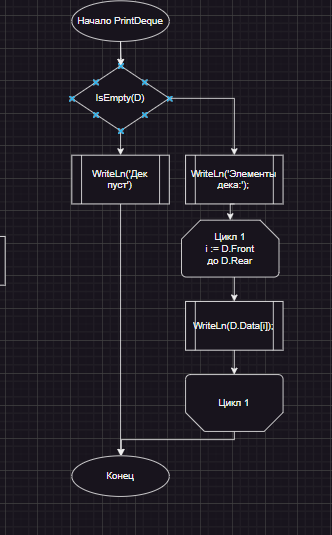 Начало PrintDeque
IsEmpty(D)
WriteLn('Дек
пуст')
WriteLn('Элементы
дека:');
Цикл 1
i := D.Front
до D.Rear
WriteLn(D.Data[i]);
Цикл 1
Конец